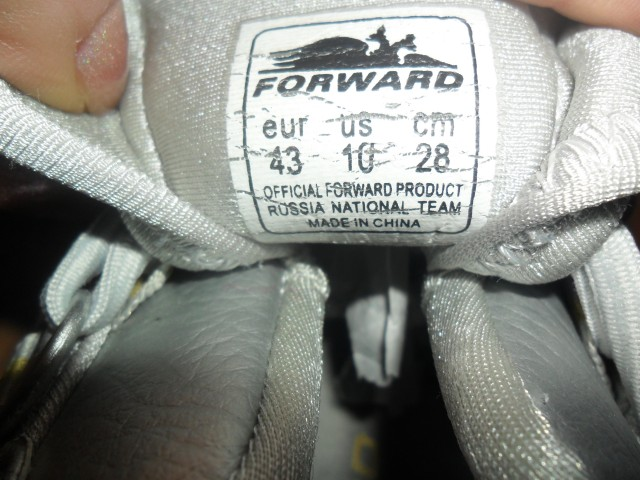 FORWARD
eur us cm
43 10 28
OFFICIAL FORWARD PRODUCT
RUSSIA NATIONAL TEAM
MADE IN CHINA